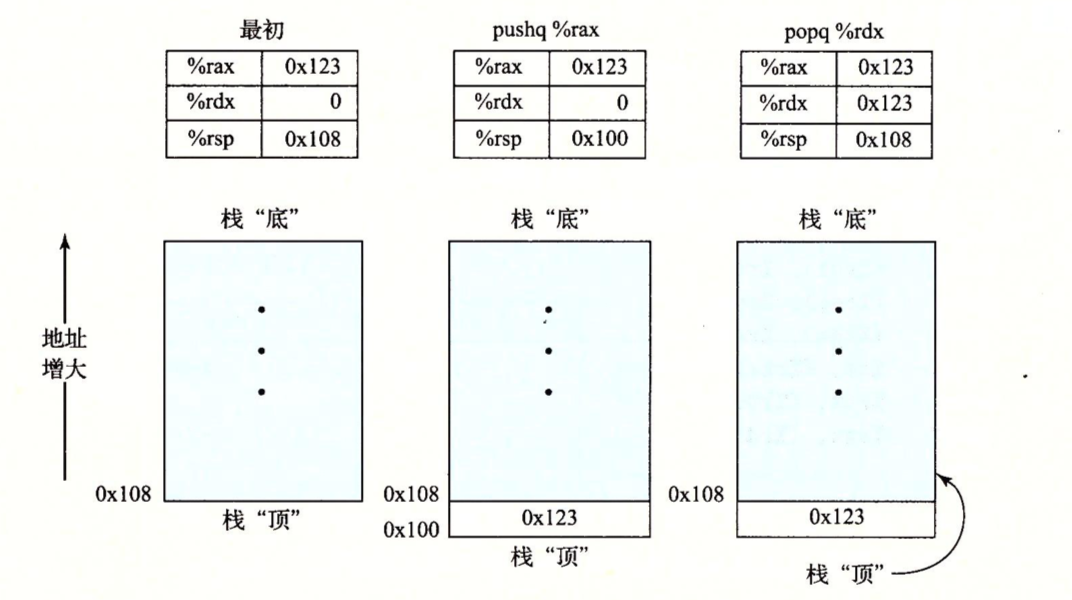 最初
%rax 0x123
%rdx 0
%rsp 0x108
pushq %rax
%rax 0x123
%rdx 0
%rsp 0x100
popq %rdx
%rax 0x123
%rdx 0x123
%rsp 0x108
地址
增大
栈“底”
0x108
栈“顶”
栈“底”
0x108
0x100
0x123
栈“顶”
栈“底”
0x108
0x123
栈“顶”